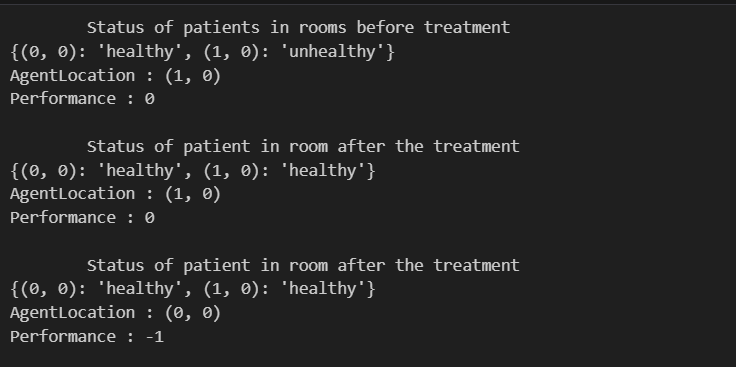 Status of patients in rooms before treatment
{(0, 0): 'healthy', (1, 0): 'unhealthy'}
AgentLocation : (1, 0)
Performance : 0
Status of patient in room after the treatment
{(0, 0): 'healthy', (1, 0): 'healthy'}
AgentLocation : (1, 0)
Performance : 0
Status of patient in room after the treatment
{(0, 0): 'healthy', (1, 0): 'healthy'}
AgentLocation : (0, 0)
Performance : -1